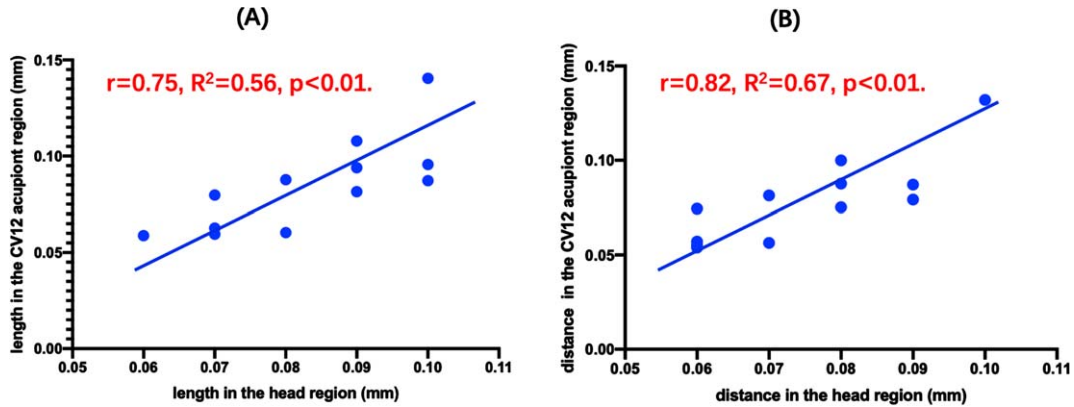 (A)
r=0.75, R²=0.56, p<0.01.
length in the CV12 acupiont region (mm)
0.15
0.10
0.05
0.00
0.05 0.06 0.07 0.08 0.09 0.10 0.11
length in the head region (mm)
(B)
r=0.82, R²=0.67, p<0.01.
distance in the CV12 acupiont region (mm)
0.15
0.10
0.05
0.00
0.05 0.06 0.07 0.08 0.09 0.10 0.11
distance in the head region (mm)